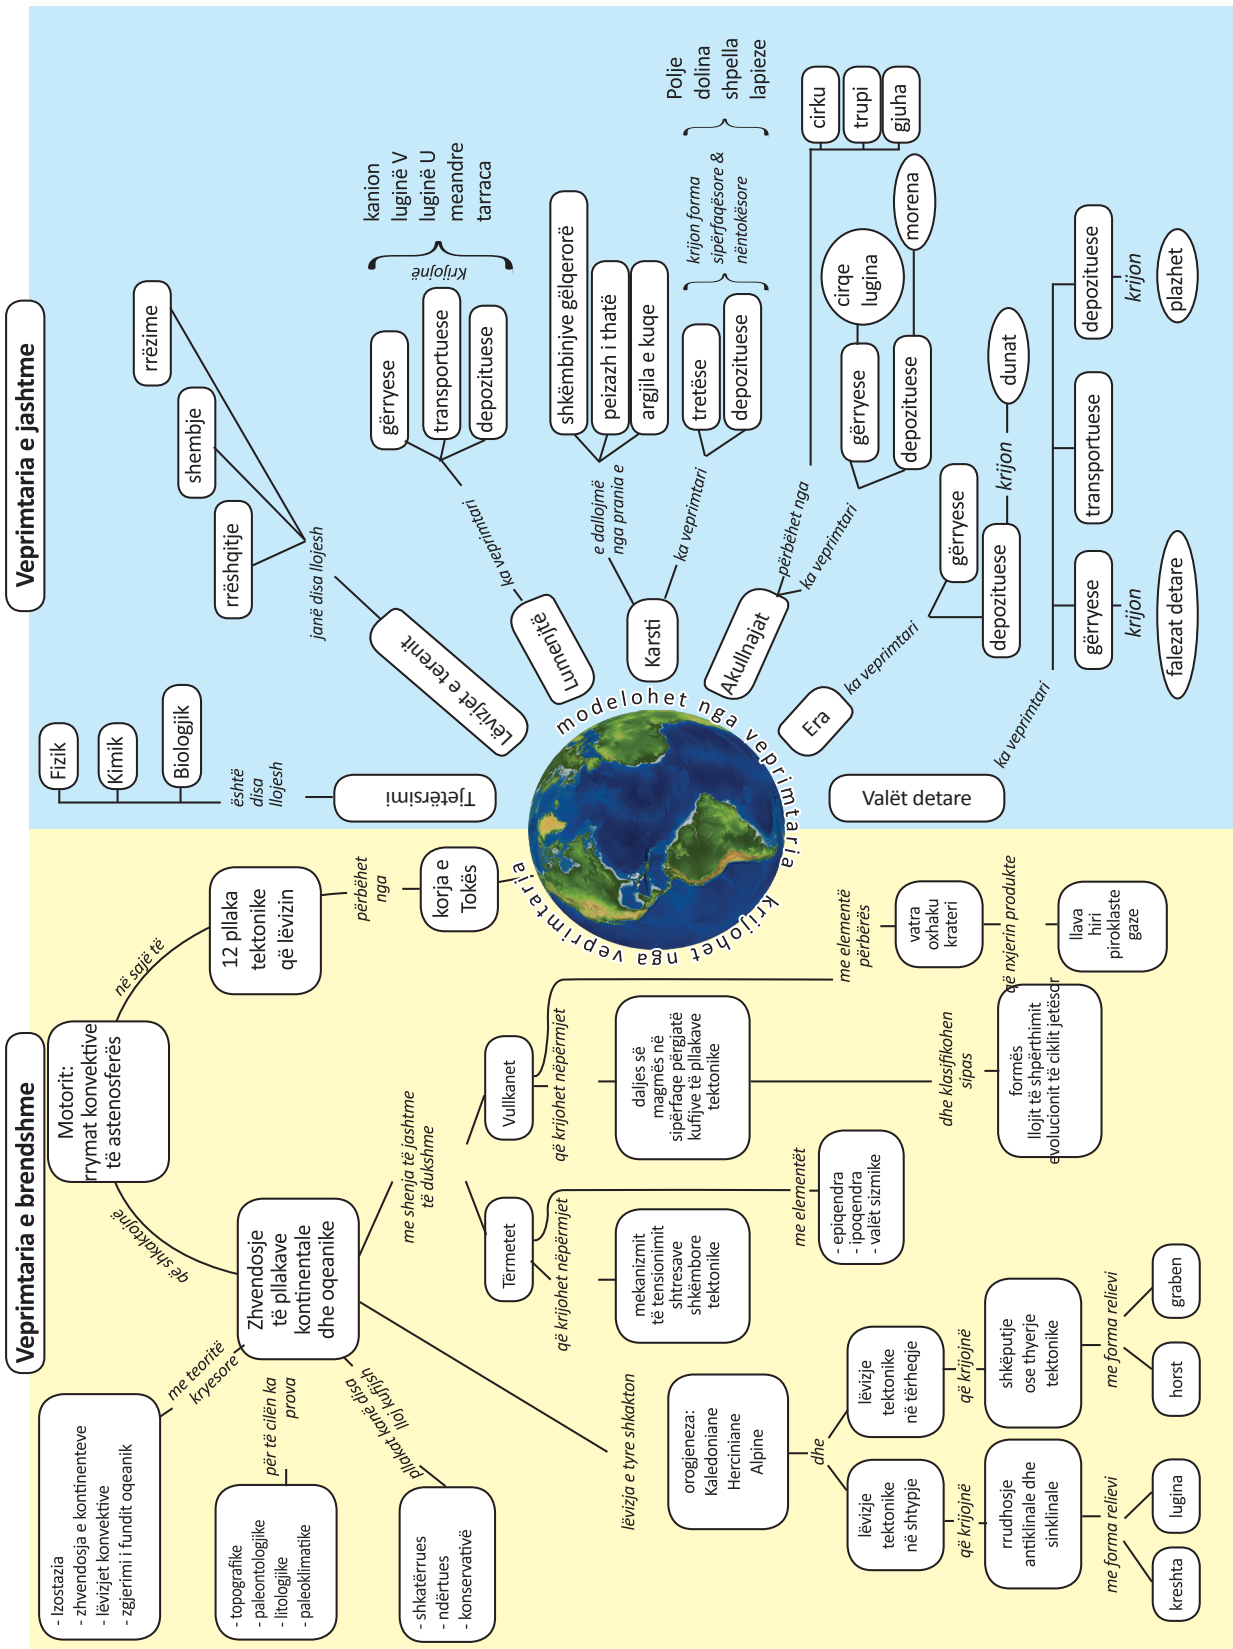 Veprimtaria e brendshme
Motorit:
rrymat konvektive
të astenosferës
në sajë të
12 pllaka
tektonike
që lëvizin
përbëhet
nga
korja e
Tokës
që shkaktojnë
Zhvendosje
të pllakave
kontinentale
dhe oqeanike
me teoritë
kryesore
- Izostazia
- zhvendosja e kontinenteve
- lëvizjet konvektive
- zgjerimi i fundit oqeanik
për të cilën ka
prova
- topografike
- paleontologjike
- litologjike
- paleoklimatike
pllakat kanë disa
lloj kufijsh
- shkatërrues
- ndërtues
- konservativë
me shenja të jashtme
të dukshme
Vullkanet
që krijohet nëpërmjet
daljes së
magmës në
sipërfaqe përgjatë
kufijve të pllakave
tektonike
dhe klasifikohen
sipas
formës
llojit të shpërthimit
evolucionit të ciklit jetësor
me elementë
përbërës
vatra
oxhaku
krateri
që nxjerin produkte
llava
hiri
piroklaste
gaze
Tërmetet
që krijohet nëpërmjet
mekanizmit
të tensionimit
shtresave
shkëmbore
tektonike
me elementët
- epiqendra
- ipoqendra
- valët sizmike
lëvizja e tyre shkakton
orogjeneza:
Kaledoniane
Herciniane
Alpine
dhe
lëvizje
tektonike
në shtypje
që krijojnë
rrudhosje
antiklinale dhe
sinklinale
me forma relievi
kreshta
lugina
lëvizje
tektonike
në tërheqje
që krijojnë
shkëputje
ose thyerje
tektonike
me forma relievi
horst
graben
krijohet nga veprimtaria
modelohet nga veprimtaria
Veprimtaria e jashtme
Tjetërsimi
është
disa
llojesh
Fizik
Kimik
Biologjik
Lëvizjet e terenit
janë disa llojesh
rrëshqitje
shembje
rrëzime
Lumenjtë
ka veprimtari
gërryese
transportuese
depozituese
Krijojnë
kanion
luginë V
luginë U
meandre
tarraca
Karsti
e dallojmë
nga prania e
shkëmbinjve gëlqerorë
peizazh i thatë
argjila e kuqe
ka veprimtari
tretëse
depozituese
krijon forma
sipërfaqësore &
nëntokësore
Polje
dolina
shpella
lapieze
Akullnajat
përbëhet nga
cirku
trupi
gjuha
ka veprimtari
gërryese
cirqe
lugina
depozituese
morena
Era
ka veprimtari
gërryese
depozituese
krijon
dunat
Valët detare
ka veprimtari
gërryese
krijon
falezat detare
transportuese
depozituese
krijon
plazhet